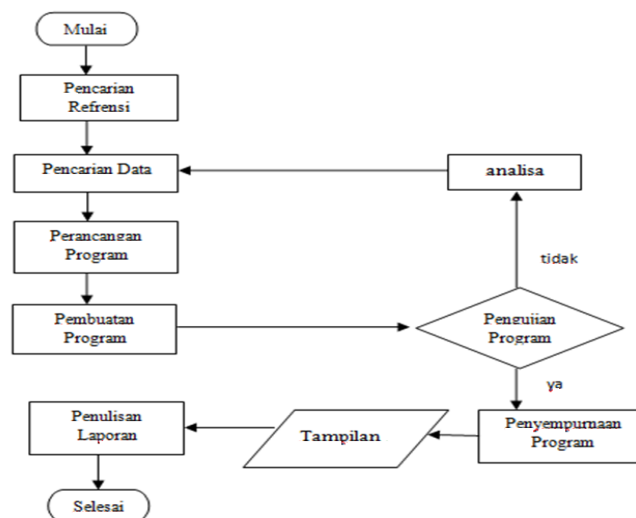 Mulai
Pencarian
Refrensi
Pencarian Data
analisa
Perancangan
Program
tidak
Pembuatan
Program
Pengujian
Program
ya
Penulisan
Laporan
Tampilan
Penyempurnaan
Program
Selesai